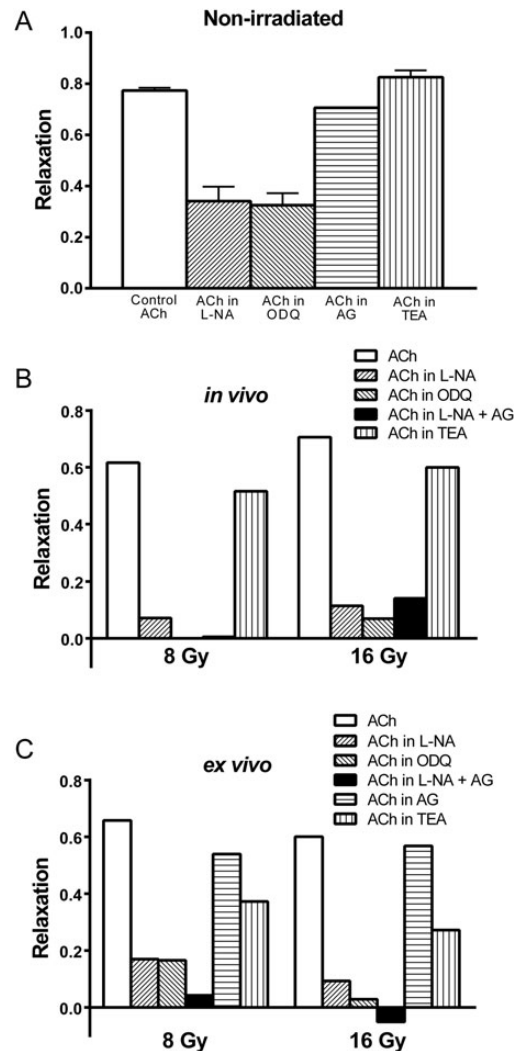 A
Non-irradiated
Relaxation
1.0
0.8
0.6
0.4
0.2
0.0
Control ACh in ACh in ACh in ACh in
ACh L-NA ODQ AG TEA
B
in vivo
ACh
ACh in L-NA
ACh in ODQ
ACh in L-NA + AG
ACh in TEA
Relaxation
0.8
0.6
0.4
0.2
0.0
8 Gy 16 Gy
C
ex vivo
ACh
ACh in L-NA
ACh in ODQ
ACh in L-NA + AG
ACh in AG
ACh in TEA
Relaxation
0.8
0.6
0.4
0.2
0.0
8 Gy 16 Gy